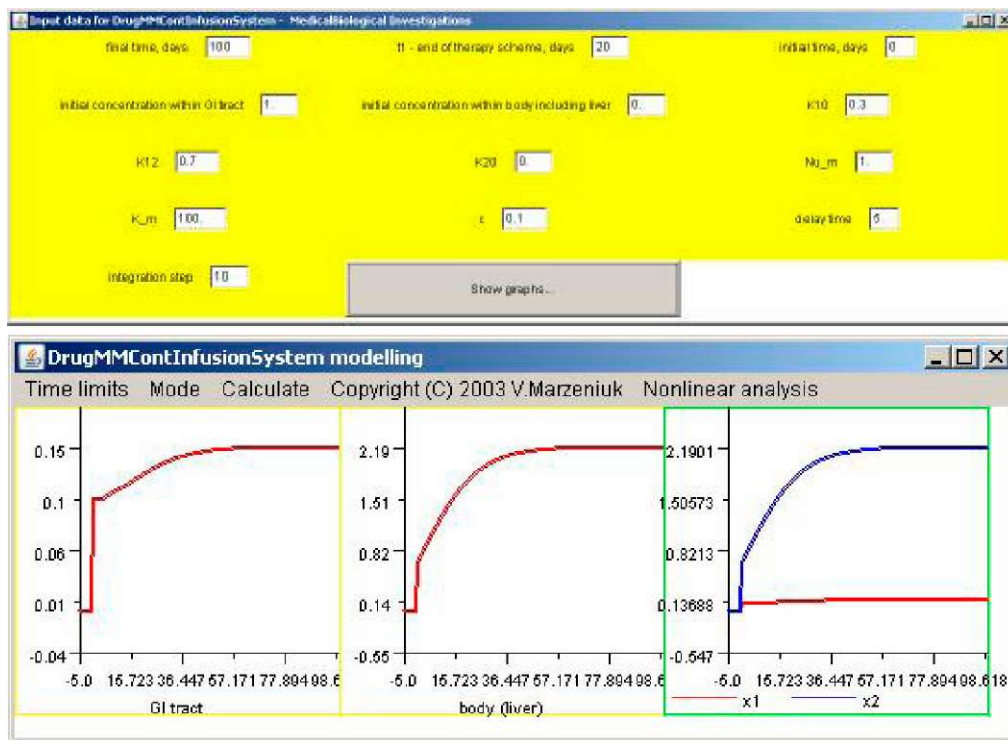 Input data for DrugMMContInfusionSystem - MedicalBiological Investigations
final time, days 100 t1 - end of therapy scheme, days 20 initial time, days 0
initial concentration within GI tract 1. initial concentration within body including liver 0. K10 0.3
K12 0.7 K20 0. Nu_m 1.
K_m 100. 0.1 delay time
integration step 10 Show graphs...
DrugMMContInfusionSystem modelling
Time limits Mode Calculate Copyright (C) 2003 V.Marzeniuk Nonlinear analysis
0.15 2.19 2.1901
0.1 1.51 1.50573
0.06 0.82 0.8213
0.01 0.14 0.13688
-0.04 -0.55 -0.547
-5.0 16.723 36.447 57.171 77.894 98.6 -5.0 16.723 36.447 57.171 77.894 98.6 -5.0 16.723 36.447 57.171 77.894 98.618
GI tract body (liver) x1 x2